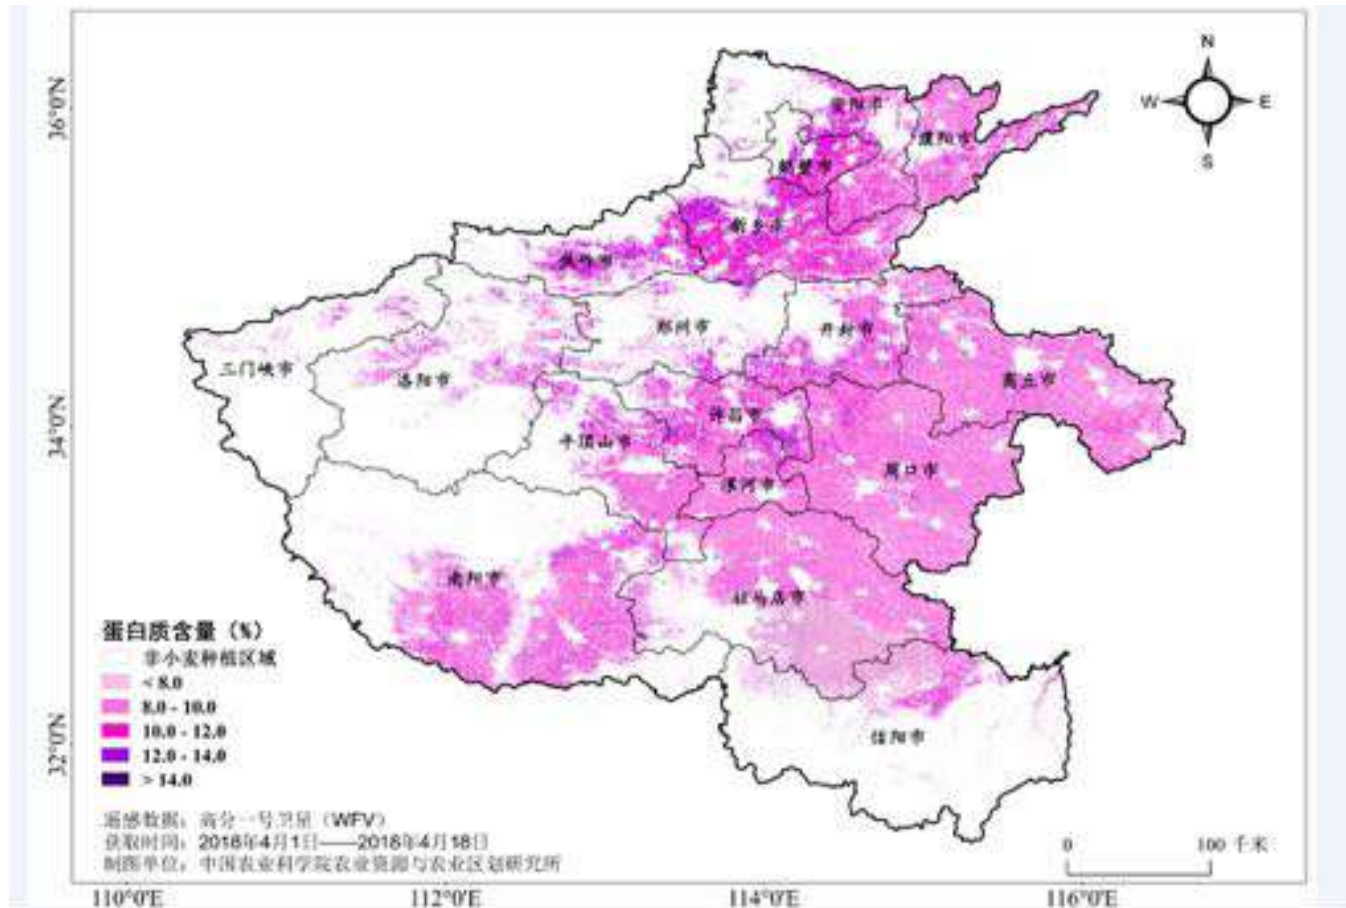 N
W E
S
36°0'N
34°0'N
32°0'N
安阳市
濮阳市
鹤壁市
新乡市
焦作市
郑州市
开封市
三门峡市
洛阳市
商丘市
许昌市
平顶山市
周口市
漯河市
南阳市
驻马店市
信阳市
蛋白质含量（%）
非小麦种植区域
< 8.0
8.0 - 10.0
10.0 - 12.0
12.0 - 14.0
> 14.0
遥感数据：高分一号卫星（WFV）
获取时间：2018年4月1日——2018年4月18日
制图单位：中国农业科学院农业资源与农业区划研究所
0 100 千米
110°0'E 112°0'E 114°0'E 116°0'E